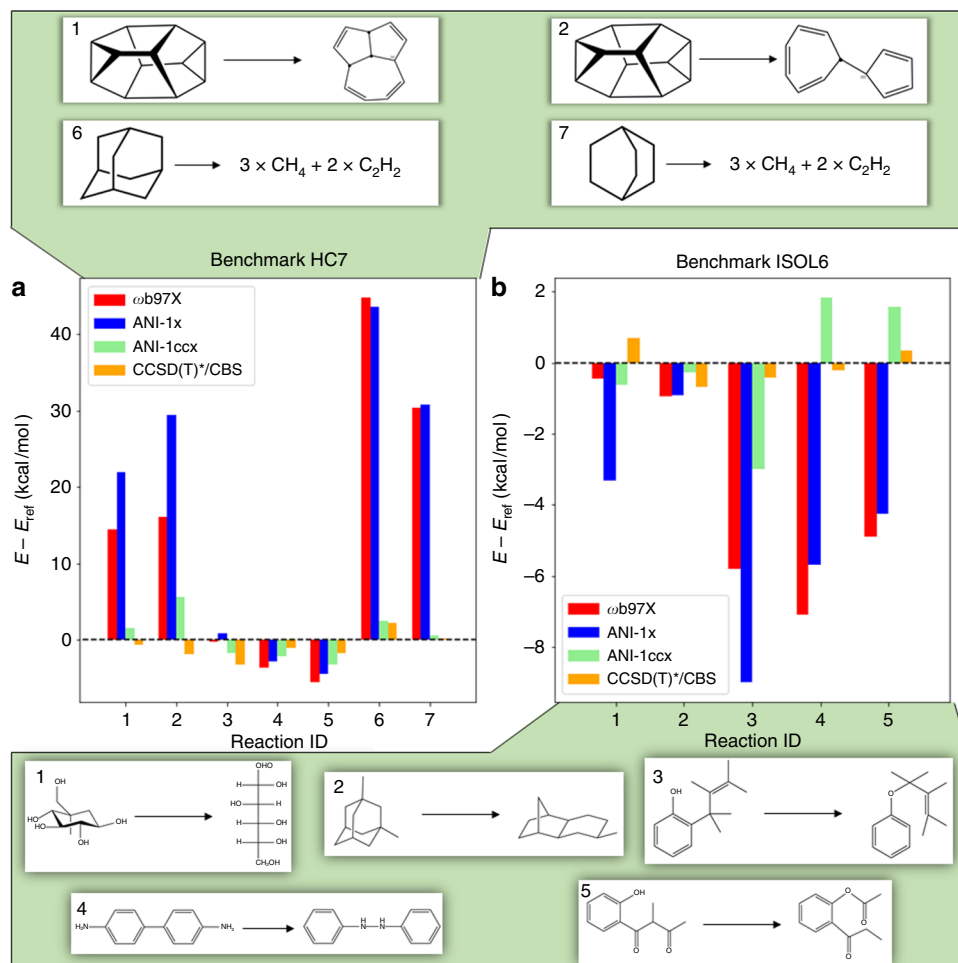 1
2
6
3 × CH₄ + 2 × C₂H₂
7
3 × CH₄ + 2 × C₂H₂
Benchmark HC7
a
ωb97X
ANI-1x
ANI-1ccx
CCSD(T)*/CBS
E − E_ref (kcal/mol)
40
30
20
10
0
1 2 3 4 5 6 7
Reaction ID
Benchmark ISOL6
b
E − E_ref (kcal/mol)
2
0
−2
−4
−6
−8
ωb97X
ANI-1x
ANI-1ccx
CCSD(T)*/CBS
1 2 3 4 5
Reaction ID
1
OH
HO
HO
OH
OH
OHO
H OH
HO H
H OH
H OH
CH₂OH
2
3
OH
O
4
NH₂
NH₂
H
N
H
N
5
OH
O
O
O
O
O